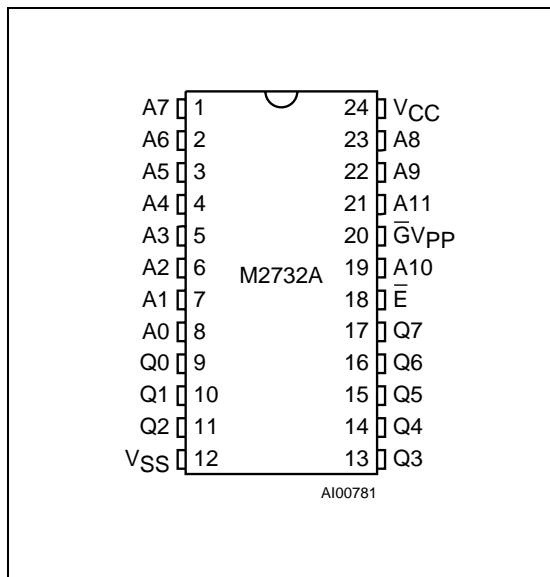 A7 1 24 VCC
A6 2 23 A8
A5 3 22 A9
A4 4 21 A11
A3 5 20 G̅VPP
A2 6 19 A10
M2732A
A1 7 18 E̅
A0 8 17 Q7
Q0 9 16 Q6
Q1 10 15 Q5
Q2 11 14 Q4
VSS 12 13 Q3
AI00781